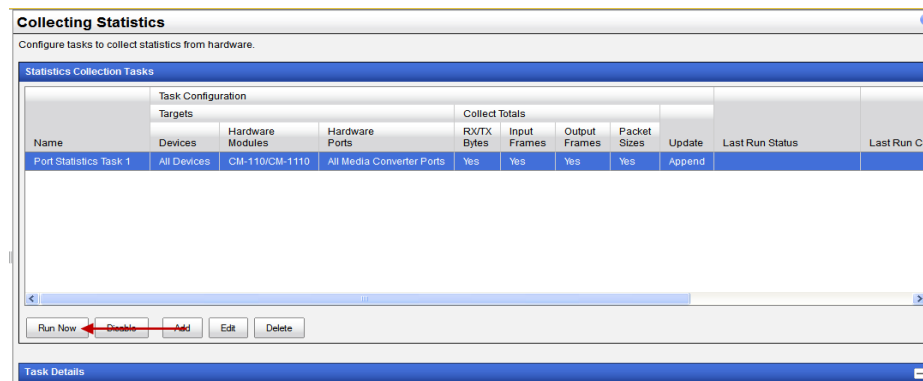 Collecting Statistics
Configure tasks to collect statistics from hardware.
Statistics Collection Tasks
Task Configuration
Targets Collect Totals
Name Devices Hardware Modules Hardware Ports RX/TX Bytes Input Frames Output Frames Packet Sizes Update Last Run Status Last Run C
Port Statistics Task 1 All Devices CM-110/CM-1110 All Media Converter Ports Yes Yes Yes Yes Append
Run Now Disable Add Edit Delete
Task Details